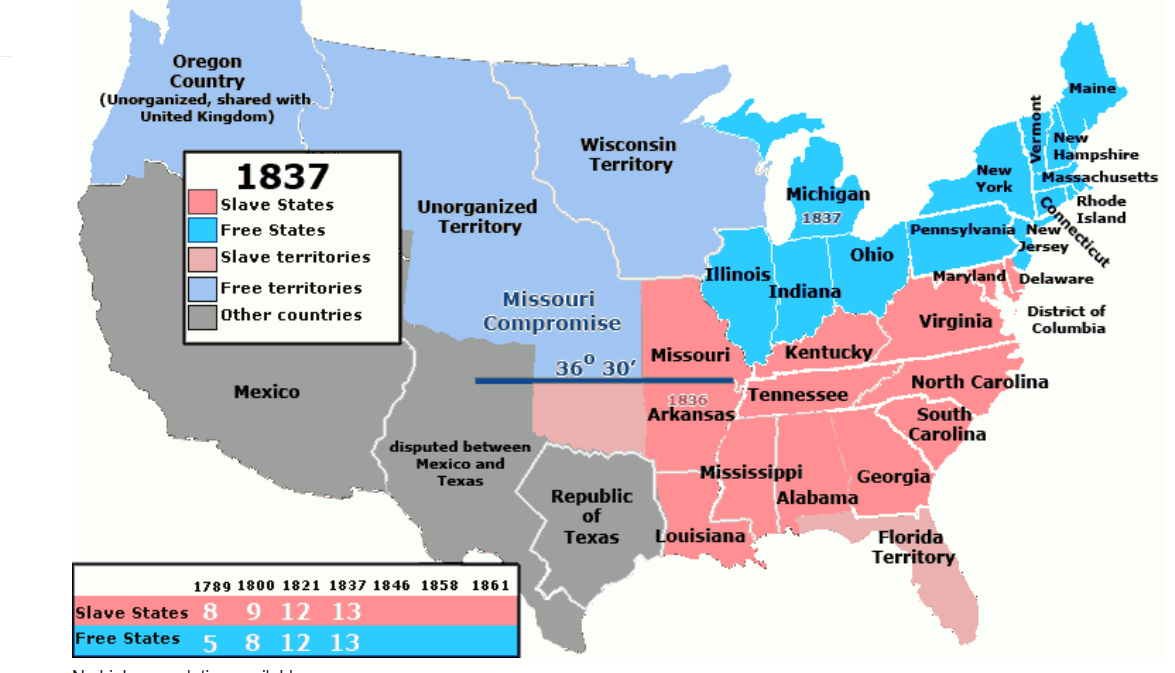 Oregon
Country
(Unorganized, shared with
United Kingdom)
Wisconsin
Territory
Unorganized
Territory
Maine
Vermont
New
Hampshire
Massachusetts
New
York
Rhode
Island
Connecticut
Michigan
1837
Pennsylvania
New
Jersey
Ohio
Illinois
Indiana
Maryland
Delaware
District of
Columbia
1837
Slave States
Free States
Slave territories
Free territories
Other countries
Missouri
Compromise
36⁰ 30′
Virginia
Missouri
Kentucky
Mexico
North Carolina
Tennessee
1836
Arkansas
South
Carolina
disputed between
Mexico and
Texas
Mississippi
Georgia
Alabama
Republic
of
Texas
Louisiana
Florida
Territory
1789 1800 1821 1837 1846 1858 1861
Slave States 8 9 12 13
Free States 5 8 12 13